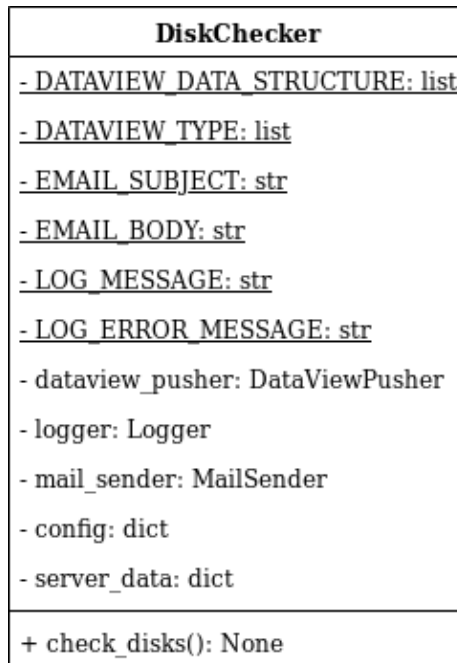 DiskChecker
- DATAVIEW_DATA_STRUCTURE: list
- DATAVIEW_TYPE: list
- EMAIL_SUBJECT: str
- EMAIL_BODY: str
- LOG_MESSAGE: str
- LOG_ERROR_MESSAGE: str
- dataview_pusher: DataViewPusher
- logger: Logger
- mail_sender: MailSender
- config: dict
- server_data: dict
+ check_disks(): None